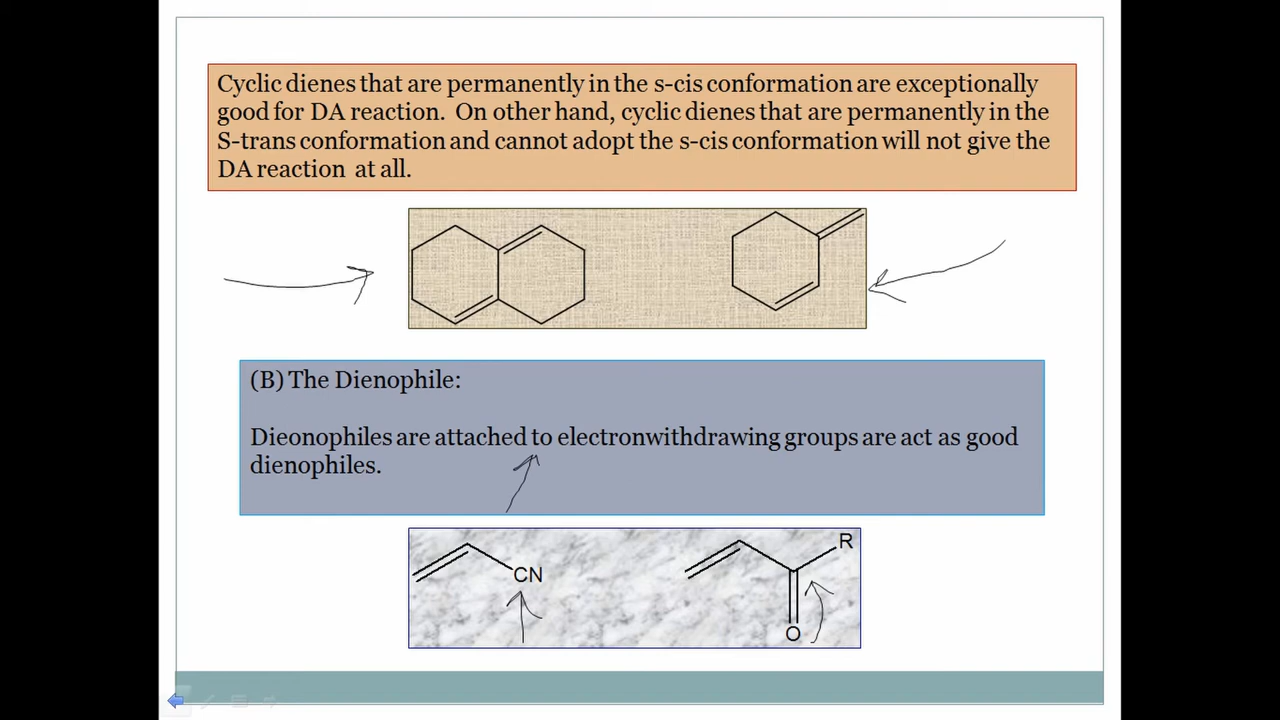 Cyclic dienes that are permanently in the s-cis conformation are exceptionally
good for DA reaction. On other hand, cyclic dienes that are permanently in the
S-trans conformation and cannot adopt the s-cis conformation will not give the
DA reaction at all.
(B) The Dienophile:
Dieonophiles are attached to electronwithdrawing groups are act as good
dienophiles.
CN
R
O